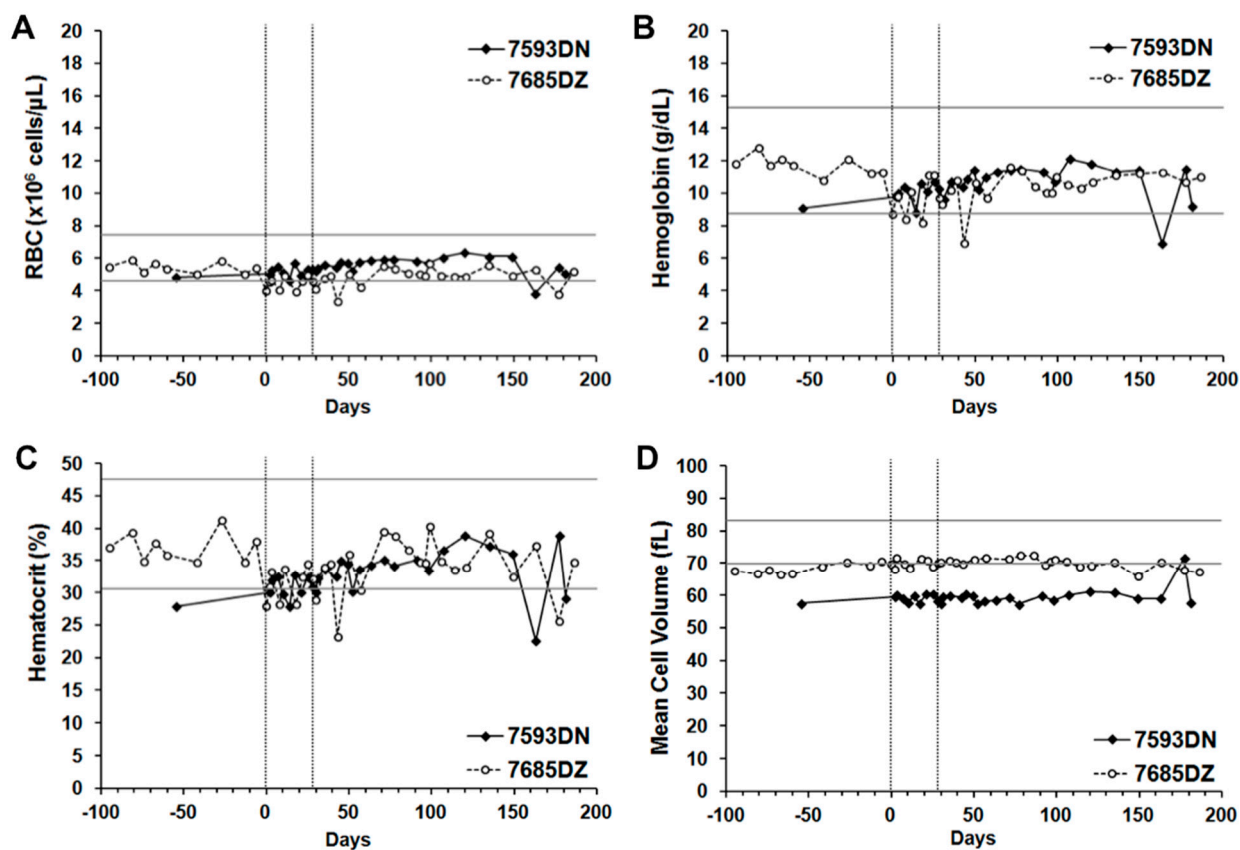 A
RBC (x10⁶ cells/µL)
20
18
16
14
12
10
8
6
4
2
0
7593DN
7685DZ
-100 -50 0 50 100 150 200
Days
B
Hemoglobin (g/dL)
20
18
16
14
12
10
8
6
4
2
0
7593DN
7685DZ
-100 -50 0 50 100 150 200
Days
C
Hematocrit (%)
50
45
40
35
30
25
20
15
10
5
0
7593DN
7685DZ
-100 -50 0 50 100 150 200
Days
D
Mean Cell Volume (fL)
100
90
80
70
60
50
40
30
20
10
0
7593DN
7685DZ
-100 -50 0 50 100 150 200
Days